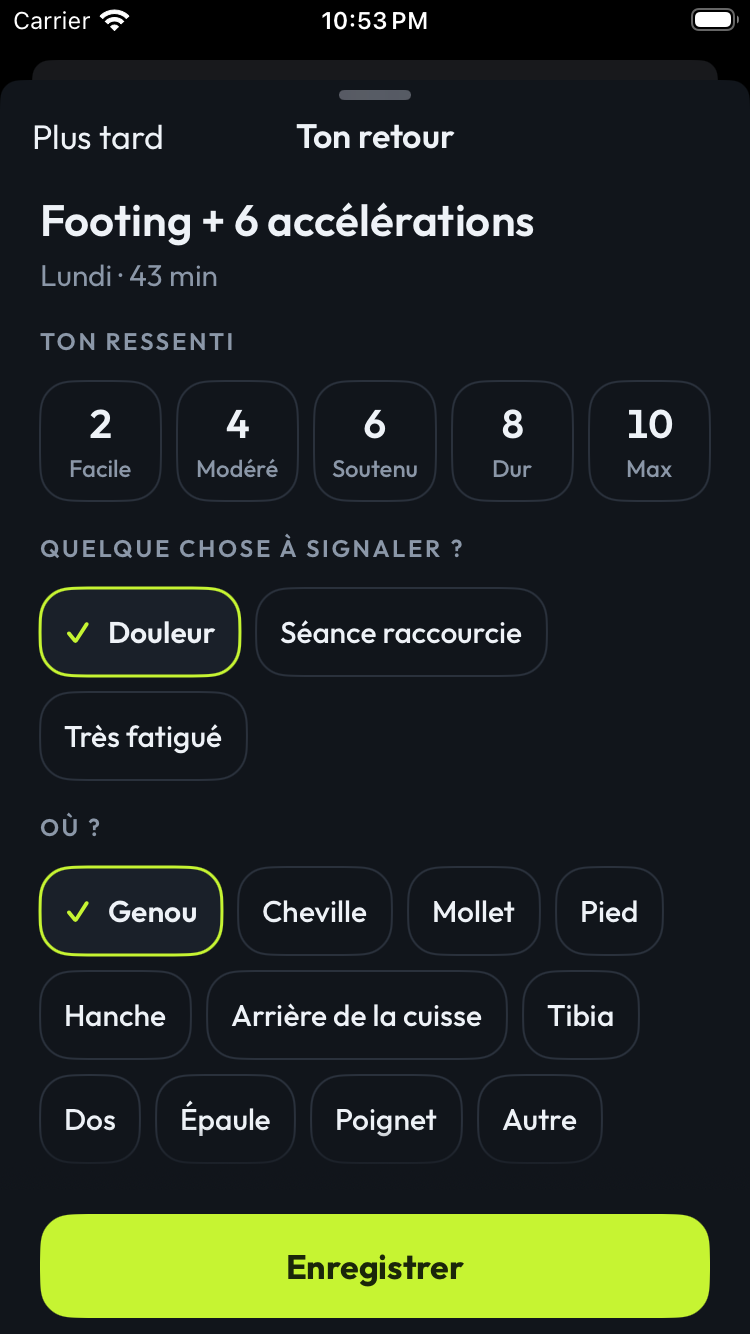 Carrier 10:53 PM
Plus tard Ton retour
Footing + 6 accélérations
Lundi · 43 min
TON RESSENTI
2 4 6 8 10
Facile Modéré Soutenu Dur Max
QUELQUE CHOSE À SIGNALER ?
✓ Douleur Séance raccourcie
Très fatigué
OÙ ?
✓ Genou Cheville Mollet Pied
Hanche Arrière de la cuisse Tibia
Dos Épaule Poignet Autre
Enregistrer